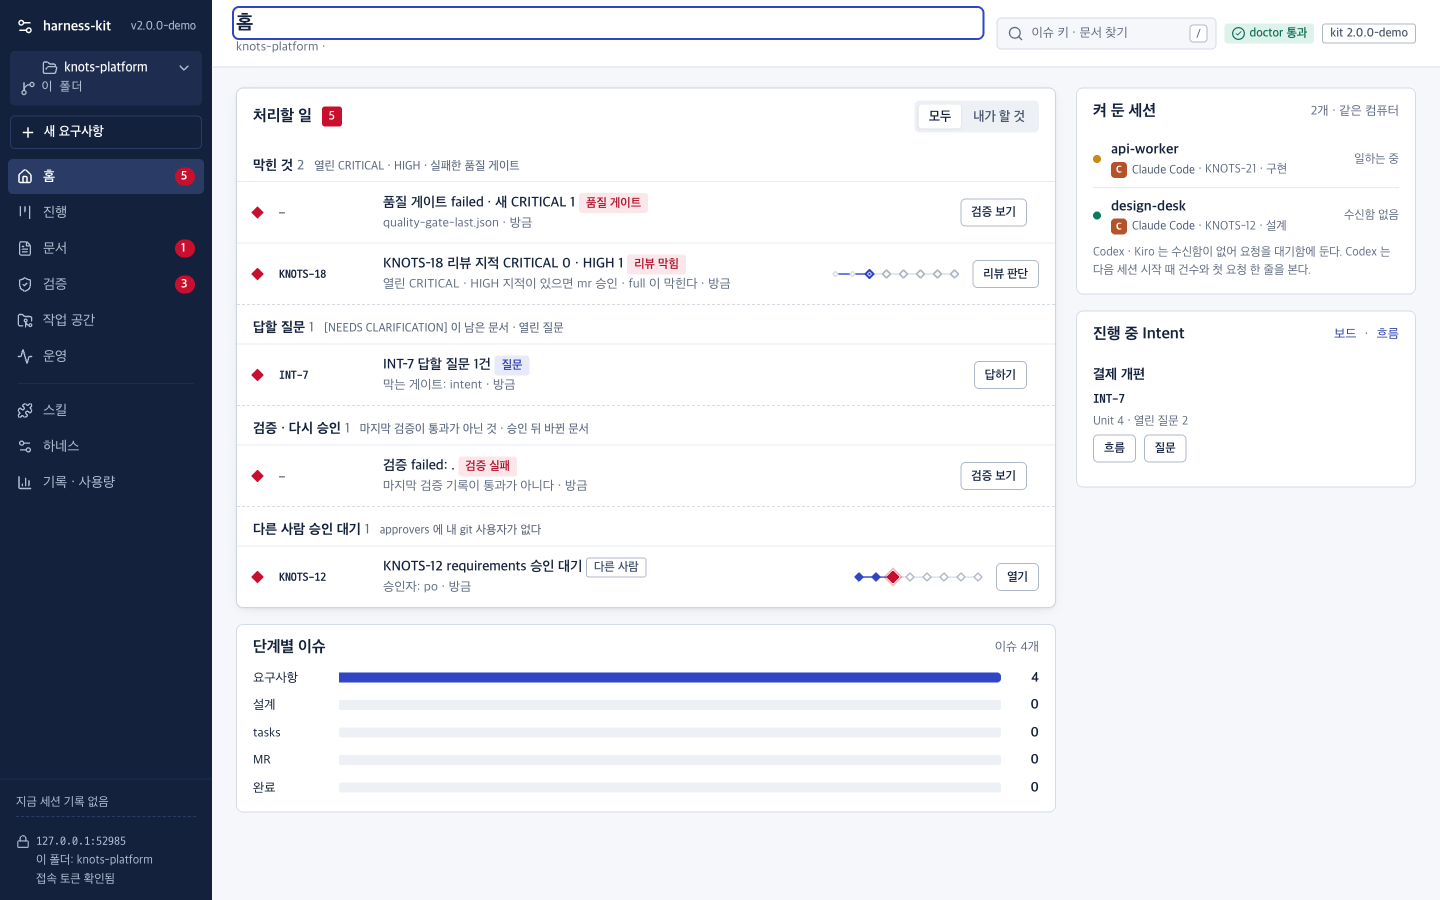 harness-kit v2.0.0-demo
knots-platform
이 폴더
새 요구사항
홈 5
진행
문서 1
검증 3
작업 공간
운영
스킬
하네스
기록 · 사용량
지금 세션 기록 없음
127.0.0.1:52985
이 폴더: knots-platform
접속 토큰 확인됨
홈
knots-platform ·
이슈 키 · 문서 찾기 /
doctor 통과
kit 2.0.0-demo
처리할 일 5
모두 내가 할 것
막힌 것 2 열린 CRITICAL · HIGH · 실패한 품질 게이트
–
품질 게이트 failed · 새 CRITICAL 1 품질 게이트
quality-gate-last.json · 방금
검증 보기
KNOTS-18
KNOTS-18 리뷰 지적 CRITICAL 0 · HIGH 1 리뷰 막힘
열린 CRITICAL · HIGH 지적이 있으면 mr 승인 · full 이 막힌다 · 방금
리뷰 판단
답할 질문 1 [NEEDS CLARIFICATION] 이 남은 문서 · 열린 질문
INT-7
INT-7 답할 질문 1건 질문
막는 게이트: intent · 방금
답하기
검증 · 다시 승인 1 마지막 검증이 통과가 아닌 것 · 승인 뒤 바뀐 문서
–
검증 failed: . 검증 실패
마지막 검증 기록이 통과가 아니다 · 방금
검증 보기
다른 사람 승인 대기 1 approvers 에 내 git 사용자가 없다
KNOTS-12
KNOTS-12 requirements 승인 대기 다른 사람
승인자: po · 방금
열기
단계별 이슈 이슈 4개
요구사항 4
설계 0
tasks 0
MR 0
완료 0
켜 둔 세션 2개 · 같은 컴퓨터
api-worker
C Claude Code · KNOTS-21 · 구현
일하는 중
design-desk
C Claude Code · KNOTS-12 · 설계
수신함 없음
Codex · Kiro 는 수신함이 없어 요청을 대기함에 둔다. Codex 는
다음 세션 시작 때 건수와 첫 요청 한 줄을 본다.
진행 중 Intent 보드 · 흐름
결제 개편
INT-7
Unit 4 · 열린 질문 2
흐름 질문